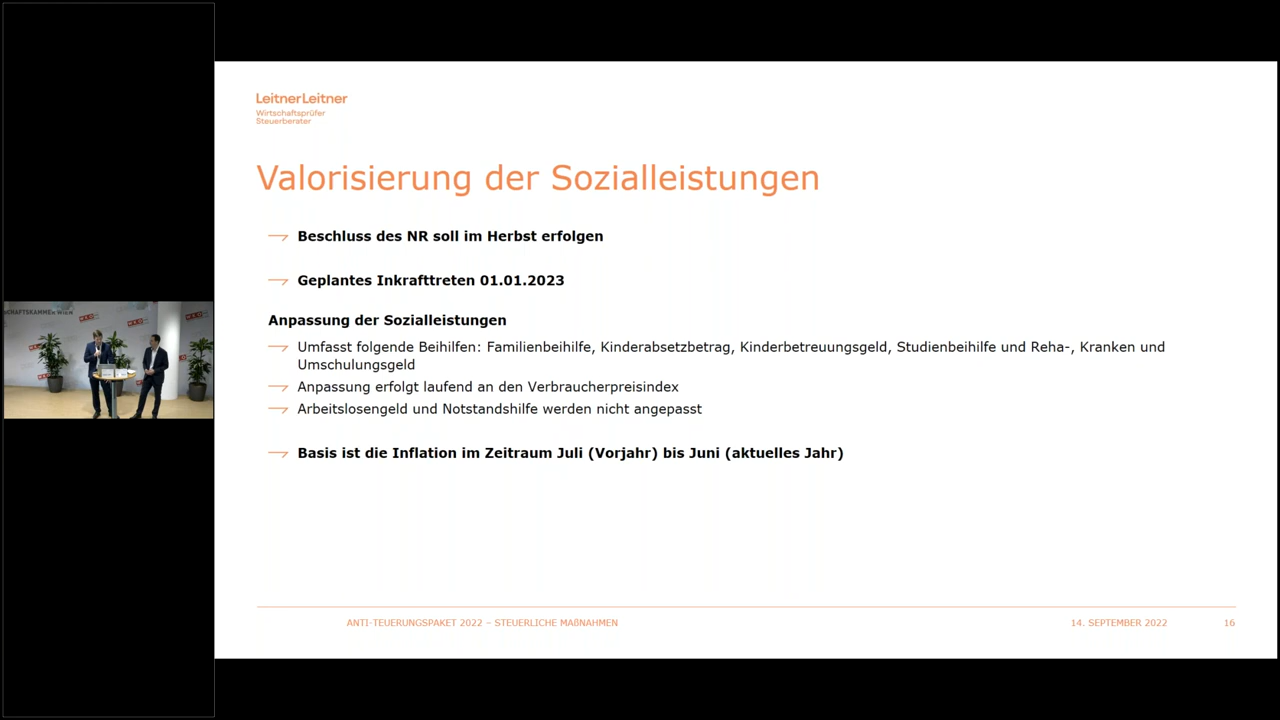 LeitnerLeitner
Wirtschaftsprüfer
Steuerberater
Valorisierung der Sozialleistungen
Beschluss des NR soll im Herbst erfolgen
Geplantes Inkrafttreten 01.01.2023
Anpassung der Sozialleistungen
Umfasst folgende Beihilfen: Familienbeihilfe, Kinderabsetzbetrag, Kinderbetreuungsgeld, Studienbeihilfe und Reha-, Kranken und
Umschulungsgeld
Anpassung erfolgt laufend an den Verbraucherpreisindex
Arbeitslosengeld und Notstandshilfe werden nicht angepasst
Basis ist die Inflation im Zeitraum Juli (Vorjahr) bis Juni (aktuelles Jahr)
ANTI-TEUERUNGSPAKET 2022 – STEUERLICHE MAßNAHMEN
14. SEPTEMBER 2022
16